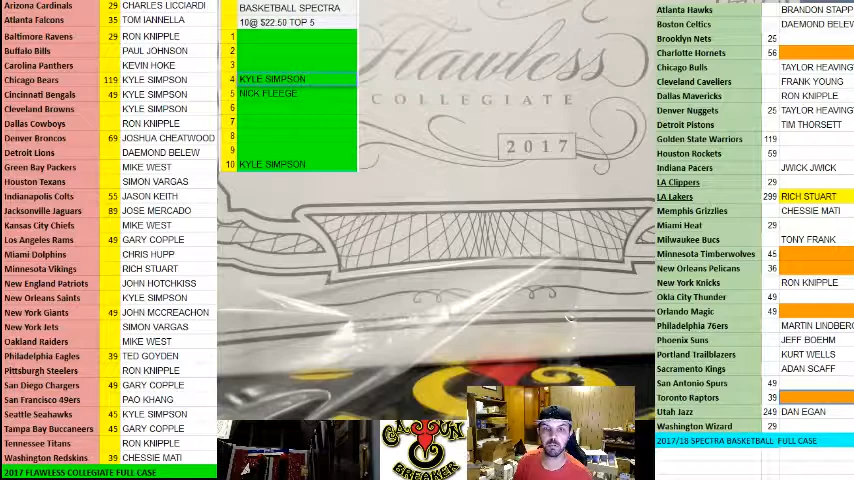 Arizona Cardinals 29 CHARLES LICCIARDI
Atlanta Falcons 35 TOM IANNELLA
Baltimore Ravens 29 RON KNIPPLE
Buffalo Bills PAUL JOHNSON
Carolina Panthers KEVIN HOKE
Chicago Bears 119 KYLE SIMPSON
Cincinnati Bengals 49 KYLE SIMPSON
Cleveland Browns KYLE SIMPSON
Dallas Cowboys RON KNIPPLE
Denver Broncos 69 JOSHUA CHEATWOOD
Detroit Lions DAEMOND BELEW
Green Bay Packers MIKE WEST
Houston Texans SIMON VARGAS
Indianapolis Colts 55 JASON KEITH
Jacksonville Jaguars 89 JOSE MERCADO
Kansas City Chiefs MIKE WEST
Los Angeles Rams 49 GARY COPPLE
Miami Dolphins CHRIS HUPP
Minnesota Vikings RICH STUART
New England Patriots JOHN HOTCHKISS
New Orleans Saints KYLE SIMPSON
New York Giants 49 JOHN MCCREACHON
New York Jets SIMON VARGAS
Oakland Raiders MIKE WEST
Philadelphia Eagles 39 TED GOYDEN
Pittsburgh Steelers RON KNIPPLE
San Diego Chargers 49 GARY COPPLE
San Francisco 49ers PAO KHANG
Seattle Seahawks 45 KYLE SIMPSON
Tampa Bay Buccaneers 45 GARY COPPLE
Tennessee Titans RON KNIPPLE
Washington Redskins 39 CHESSIE MATI
2017 FLAWLESS COLLEGIATE FULL CASE
BASKETBALL SPECTRA
10@ $22.50 TOP 5
1
2
3
4 KYLE SIMPSON
5 NICK FLEEGE
6
7
8
9
10 KYLE SIMPSON
Flawless
COLLEGIATE
2017
CAJUN
BREAKER
Atlanta Hawks BRANDON STAPP
Boston Celtics DAEMOND BELEW
Brooklyn Nets 25
Charlotte Hornets 56
Chicago Bulls TAYLOR HEAVING
Cleveland Caveliers FRANK YOUNG
Dallas Mavericks RON KNIPPLE
Denver Nuggets 25 TAYLOR HEAVING
Detroit Pistons TIM THORSETT
Golden State Warriors 119
Houston Rockets 59
Indiana Pacers JWICK JWICK
LA Clippers 29
LA Lakers 299 RICH STUART
Memphis Grizzlies CHESSIE MATI
Miami Heat 29
Milwaukee Bucs TONY FRANK
Minnesota Timberwolves 45
New Orleans Pelicans 36
New York Knicks RON KNIPPLE
Okla City Thunder 49
Orlando Magic 49
Philadelphia 76ers MARTIN LINDBERG
Phoenix Suns JEFF BOEHM
Portland Trailblazers KURT WELLS
Sacramento Kings ADAN SCAFF
San Antonio Spurs 49
Toronto Raptors 39
Utah Jazz 249 DAN EGAN
Washington Wizard 29
2017/18 SPECTRA BASKETBALL FULL CASE